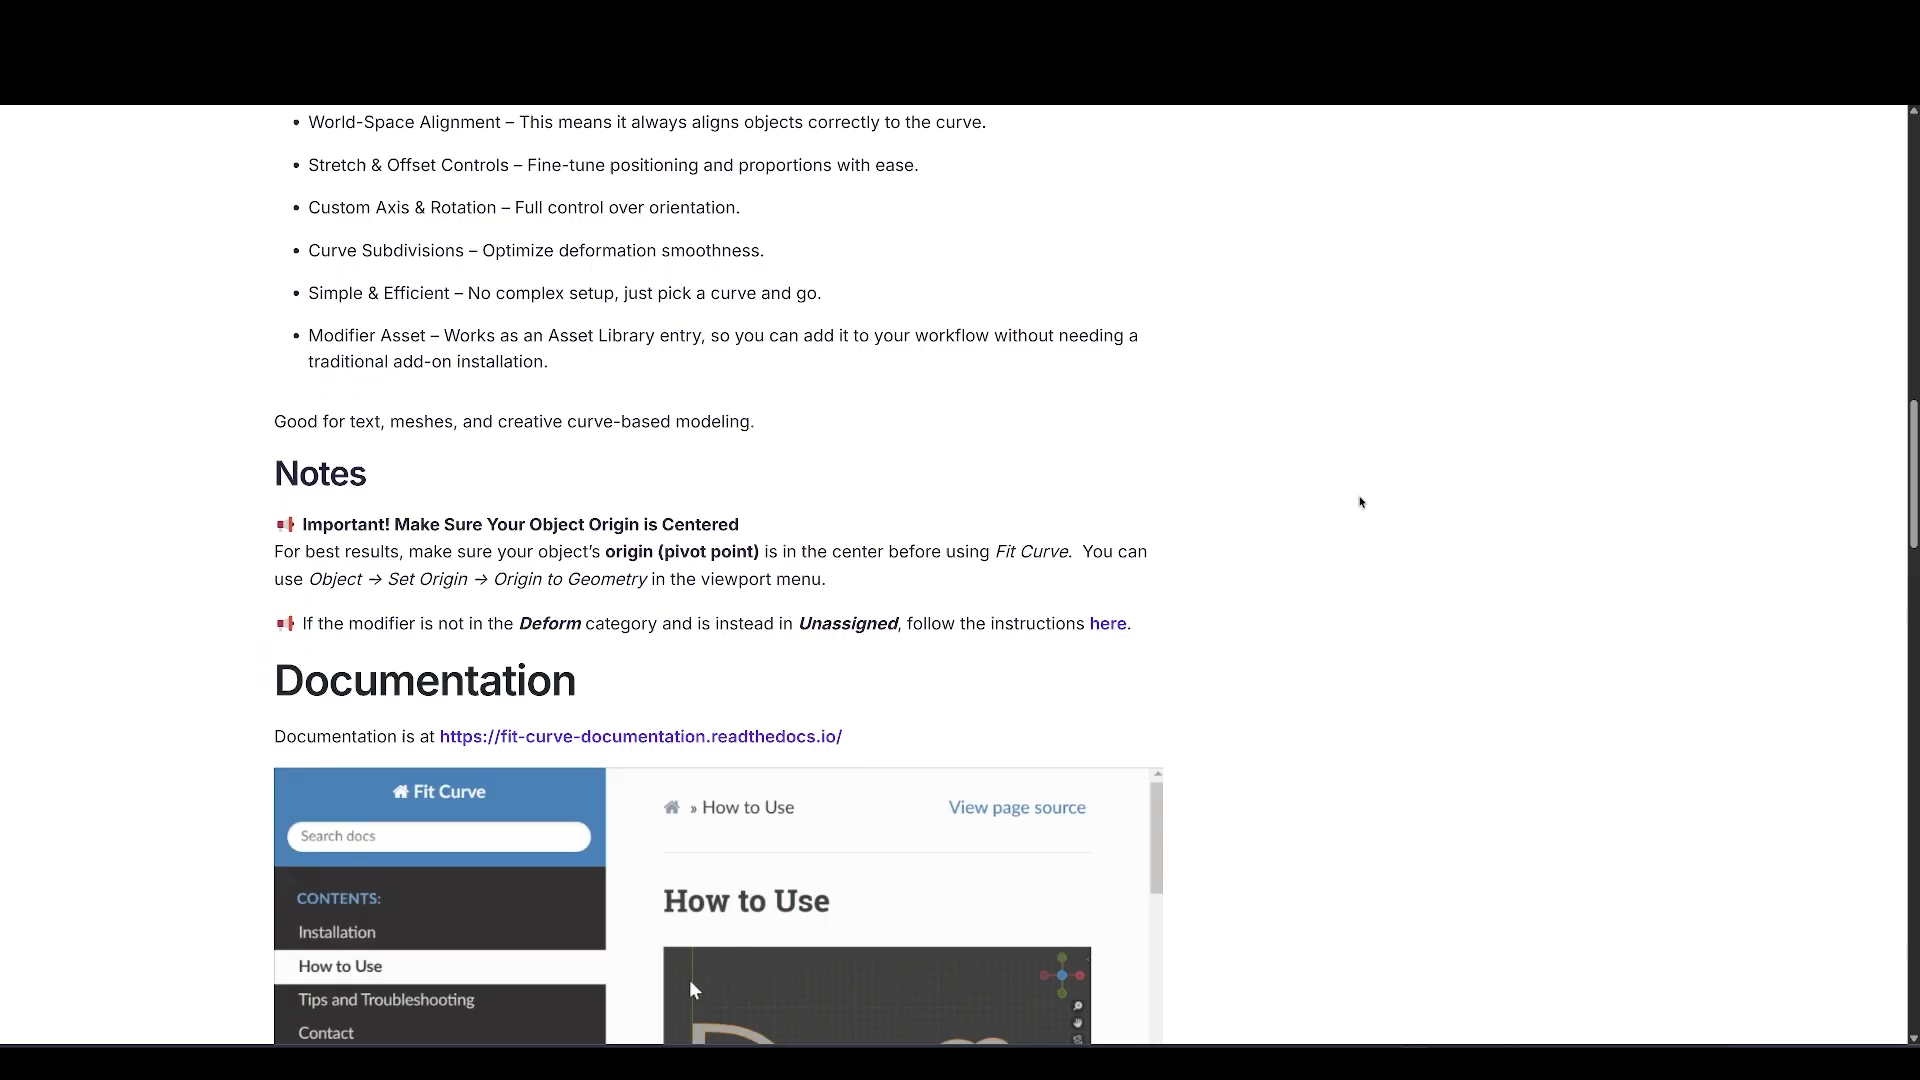 • World-Space Alignment – This means it always aligns objects correctly to the curve.
• Stretch & Offset Controls – Fine-tune positioning and proportions with ease.
• Custom Axis & Rotation – Full control over orientation.
• Curve Subdivisions – Optimize deformation smoothness.
• Simple & Efficient – No complex setup, just pick a curve and go.
• Modifier Asset – Works as an Asset Library entry, so you can add it to your workflow without needing a
traditional add-on installation.
Good for text, meshes, and creative curve-based modeling.
Notes
Important! Make Sure Your Object Origin is Centered
For best results, make sure your object’s origin (pivot point) is in the center before using Fit Curve. You can
use Object → Set Origin → Origin to Geometry in the viewport menu.
If the modifier is not in the Deform category and is instead in Unassigned, follow the instructions here.
Documentation
Documentation is at https://fit-curve-documentation.readthedocs.io/
Fit Curve
Search docs
CONTENTS:
Installation
How to Use
Tips and Troubleshooting
Contact
» How to Use
View page source
How to Use